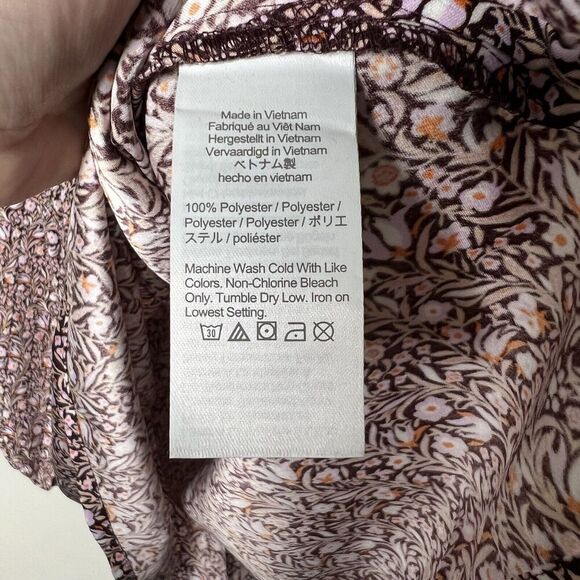 Made in Vietnam
Fabriqué au Viêt Nam
Hergestellt in Vietnam
Vervaardigd in Vietnam
ベトナム製
hecho en vietnam
100% Polyester / Polyester /
Polyester / Polyester / ポリエ
ステル / poliéster
Machine Wash Cold With Like
Colors. Non-Chlorine Bleach
Only. Tumble Dry Low. Iron on
Lowest Setting.
30